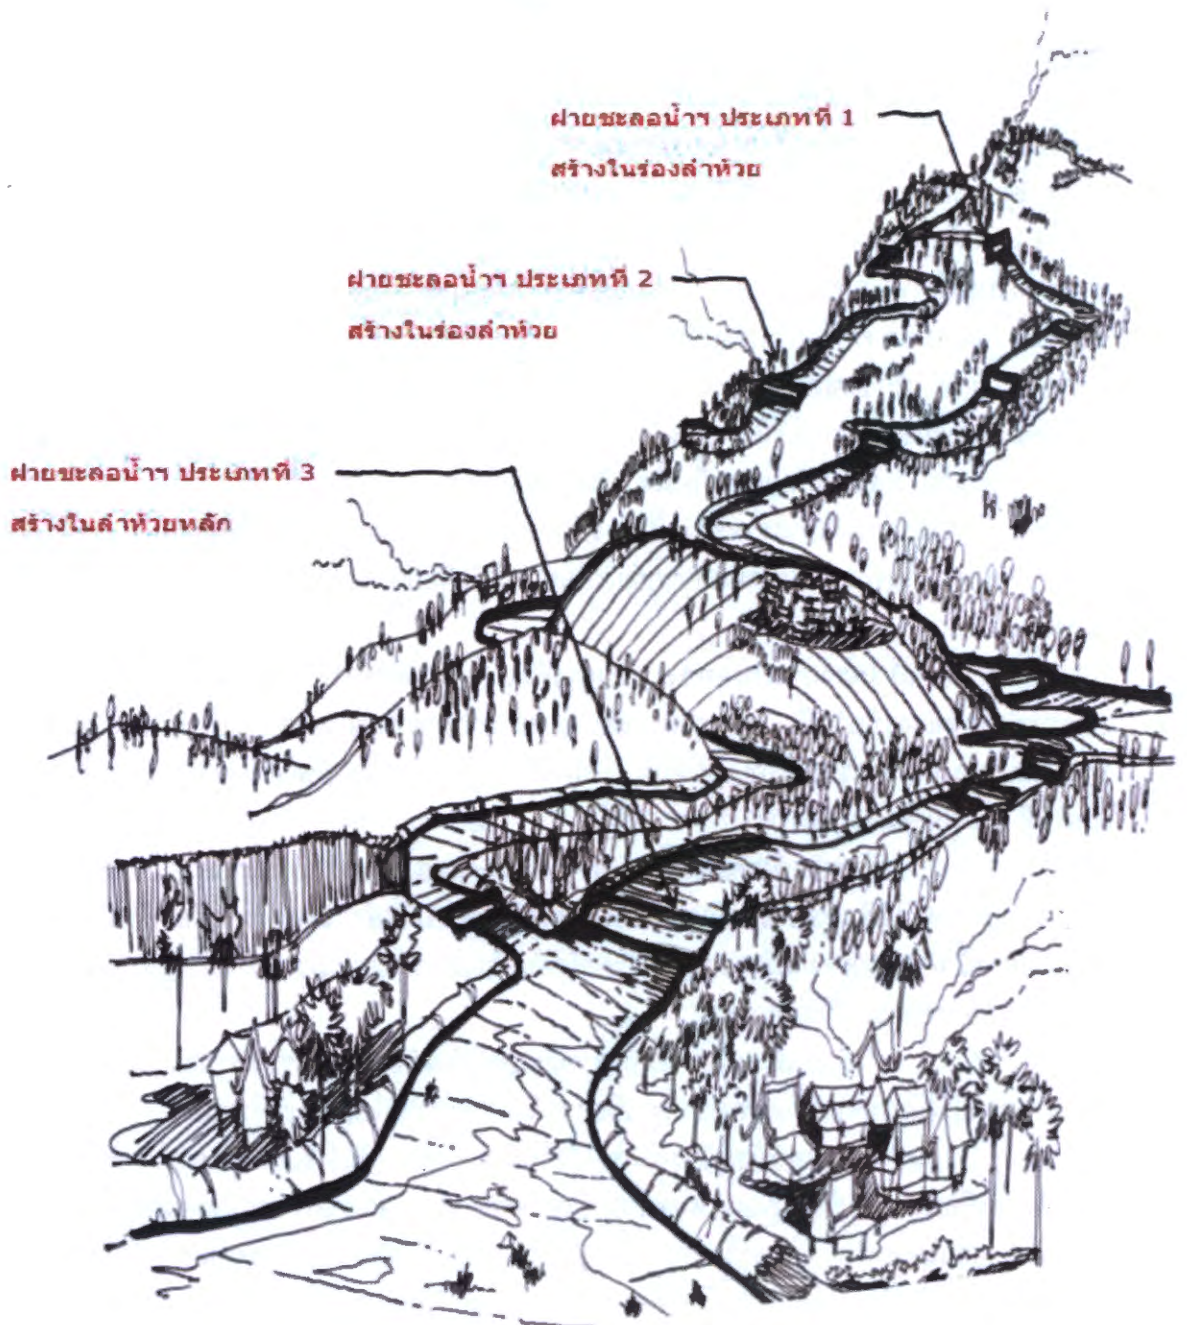 ฝายชะลอน้ำฯ ประเภทที่ 1
สร้างในร่องลำห้วย
ฝายชะลอน้ำฯ ประเภทที่ 2
สร้างในร่องลำห้วย
ฝายชะลอน้ำฯ ประเภทที่ 3
สร้างในลำห้วยหลัก